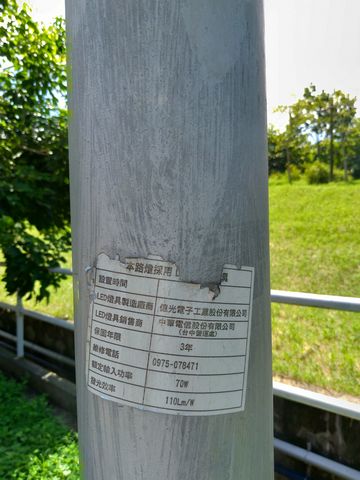 本路燈採用
設置時間
LED燈具製造廠商 億光電子工業股份有限公司
LED燈具銷售廠商 中華電信股份有限公司
(台中營運處)
保固年限 3年
維修電話 0975-078471
額定輸入功率 70W
發光效率 110Lm/W